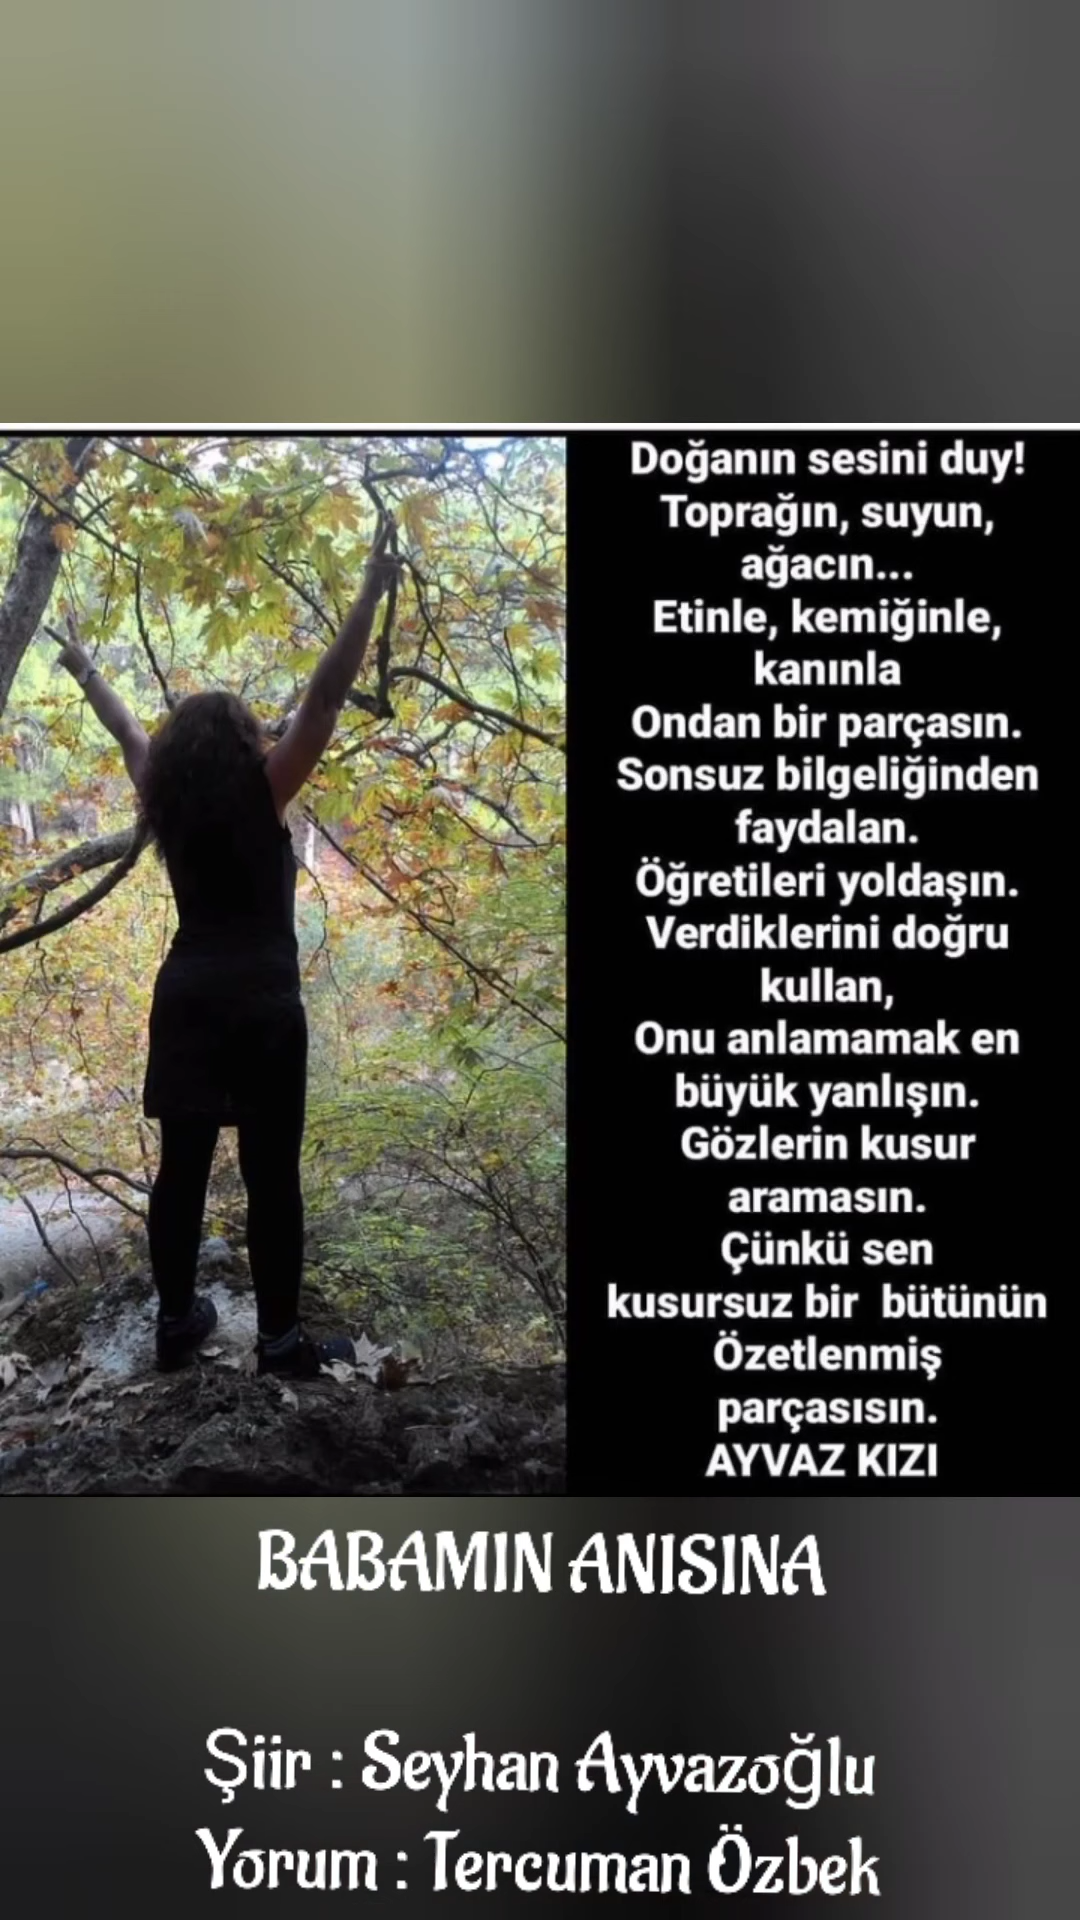 Doğanın sesini duy!
Toprağın, suyun,
ağacın...
Etinle, kemiğinle,
kanınla
Ondan bir parçasın.
Sonsuz bilgeliğinden
faydalan.
Öğretileri yoldaşın.
Verdiklerini doğru
kullan,
Onu anlamamak en
büyük yanlışın.
Gözlerin kusur
aramasın.
Çünkü sen
kusursuz bir bütünün
Özetlenmiş
parçasısın.
AYVAZ KIZI
BABAMIN ANISINA
Şiir : Seyhan Ayvazoğlu
Yorum : Tercuman Özbek